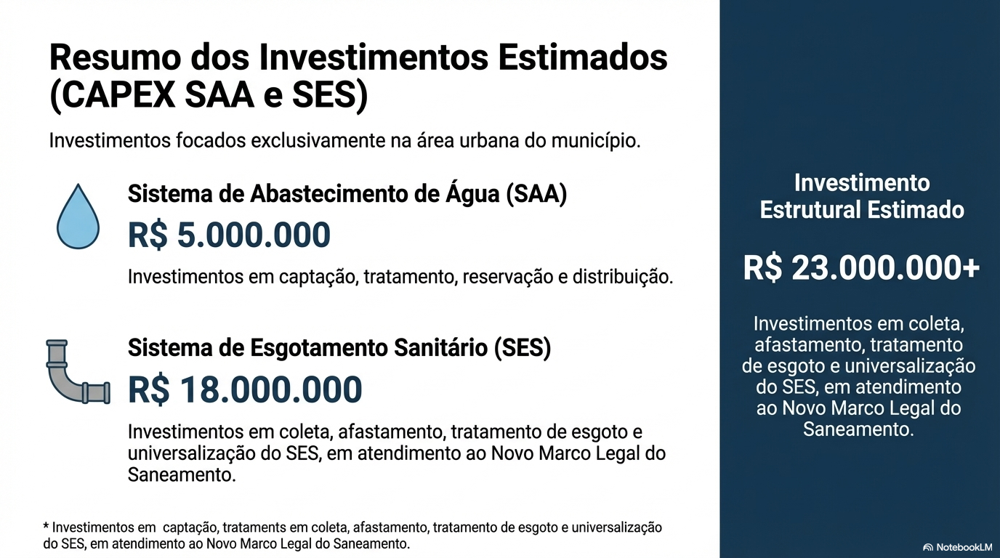 Resumo dos Investimentos Estimados
(CAPEX SAA e SES)
Investimentos focados exclusivamente na área urbana do município.
Sistema de Abastecimento de Água (SAA)
R$ 5.000.000
Investimentos em captação, tratamento, reservação e distribuição.
Sistema de Esgotamento Sanitário (SES)
R$ 18.000.000
Investimentos em coleta, afastamento, tratamento de esgoto e
universalização do SES, em atendimento ao Novo Marco Legal do
Saneamento.
* Investimentos em  captação, trataments em coleta, afastamento, tratamento de esgoto e universalização
do SES, em atendimento ao Novo Marco Legal do Saneamento.
Investimento
Estrutural Estimado
R$ 23.000.000+
Investimentos em coleta,
afastamento, tratamento
de esgoto e universalização
do SES, em atendimento
ao Novo Marco Legal do
Saneamento.
NotebookLM